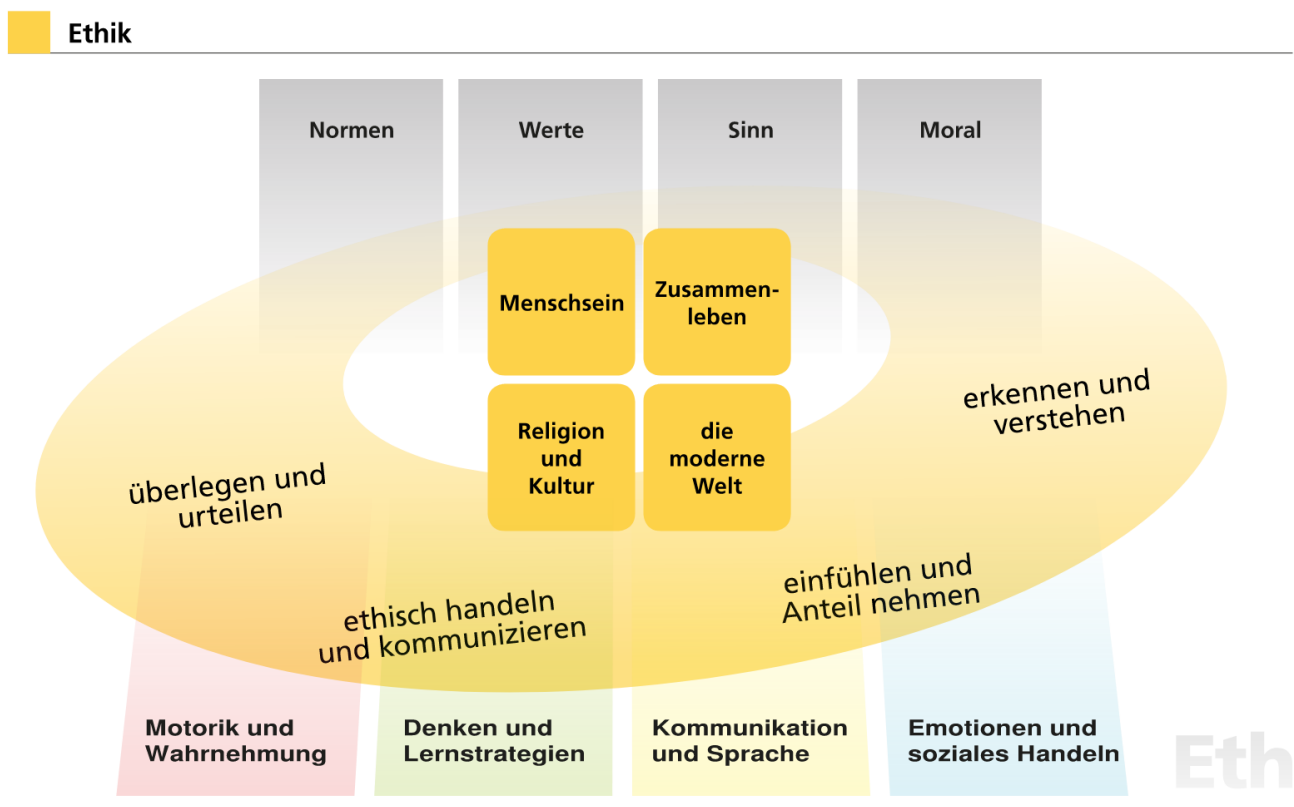 Ethik
Normen
Werte
Sinn
Moral
Menschsein
Zusammen-
leben
Religion
und
Kultur
die
moderne
Welt
erkennen und
verstehen
überlegen und
urteilen
einfühlen und
Anteil nehmen
ethisch handeln
und kommunizieren
Motorik und
Wahrnehmung
Denken und
Lernstrategien
Kommunikation
und Sprache
Emotionen und
soziales Handeln
Eth